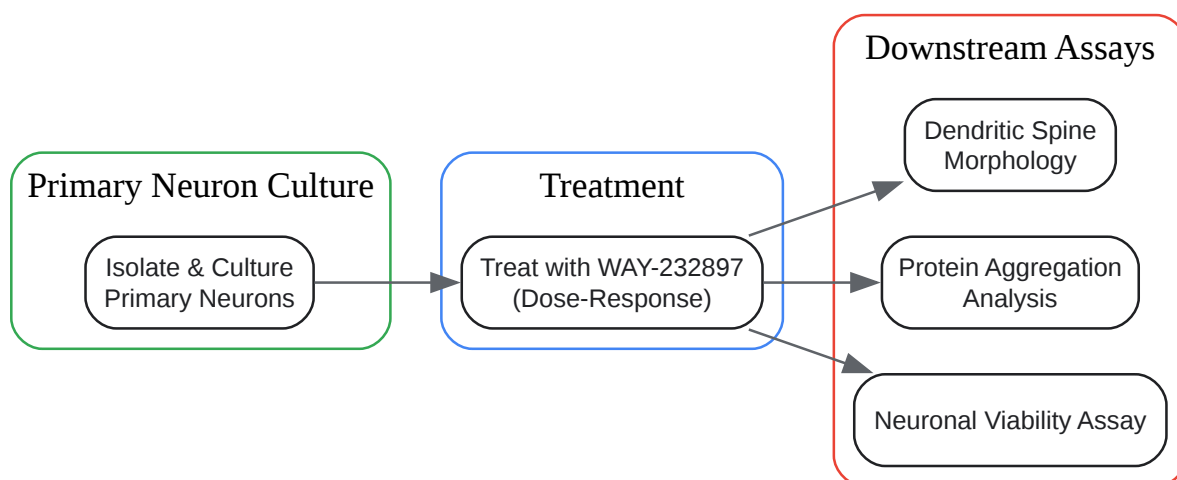 Primary Neuron Culture
Isolate & Culture
Primary Neurons
Treatment
Treat with WAY-232897
(Dose-Response)
Downstream Assays
Dendritic Spine
Morphology
Protein Aggregation
Analysis
Neuronal Viability Assay